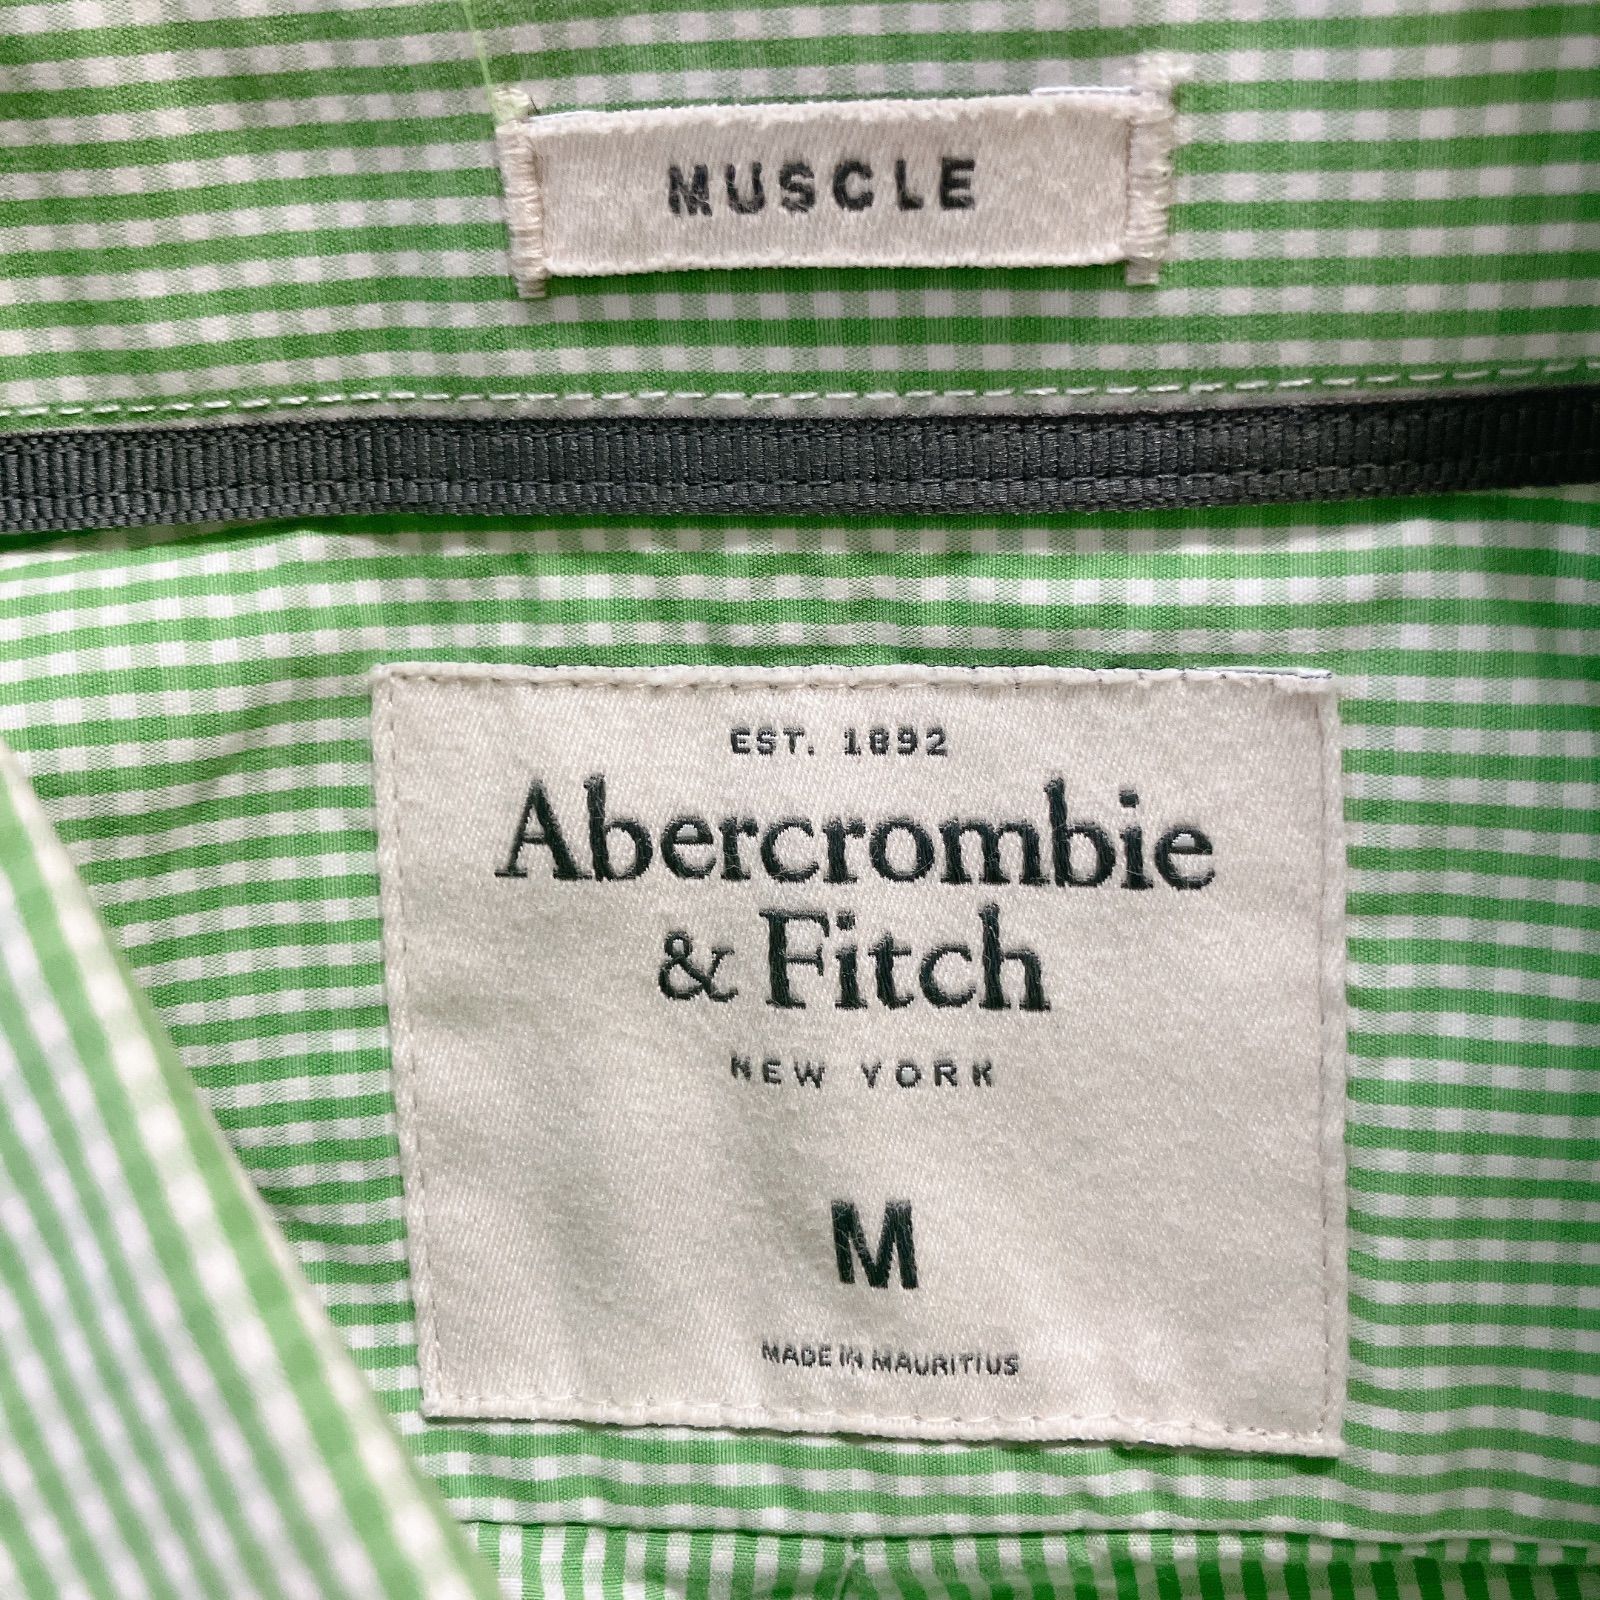 MUSCLE
EST. 1892
Abercrombie
& Fitch
NEW YORK
M
MADE IN MAURITIUS